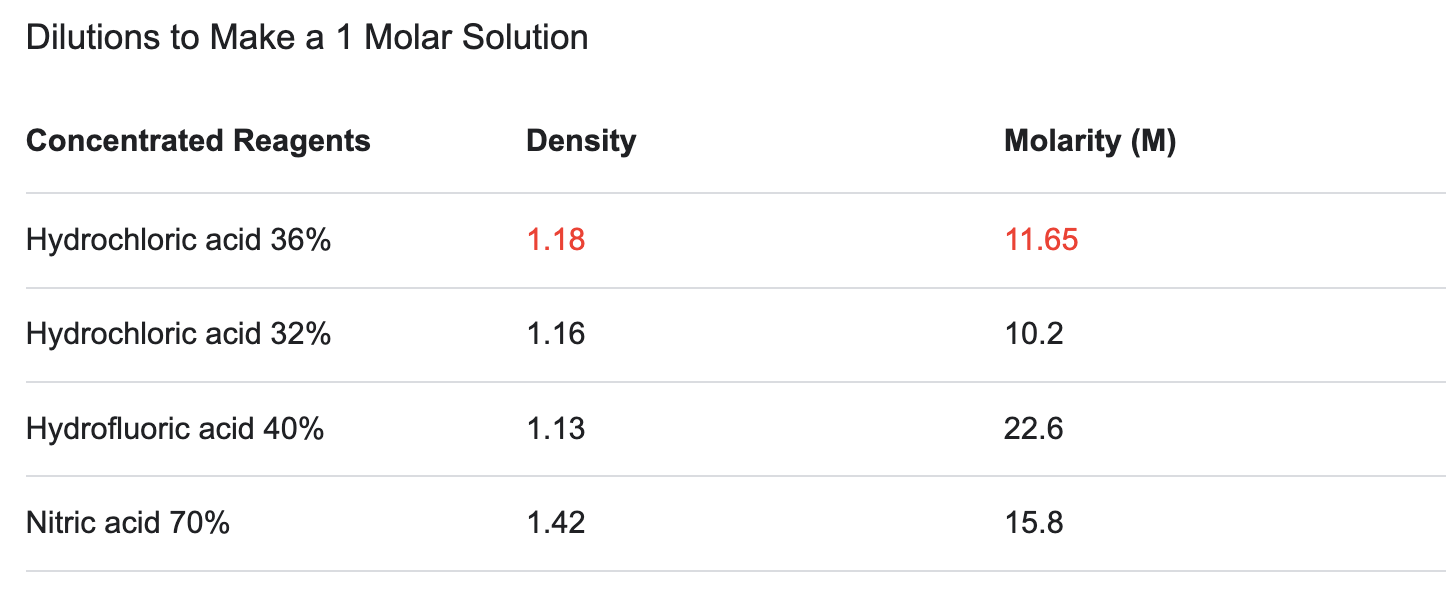 Dilutions to Make a 1 Molar Solution
Concentrated Reagents Density Molarity (M)
Hydrochloric acid 36% 1.18 11.65
Hydrochloric acid 32% 1.16 10.2
Hydrofluoric acid 40% 1.13 22.6
Nitric acid 70% 1.42 15.8